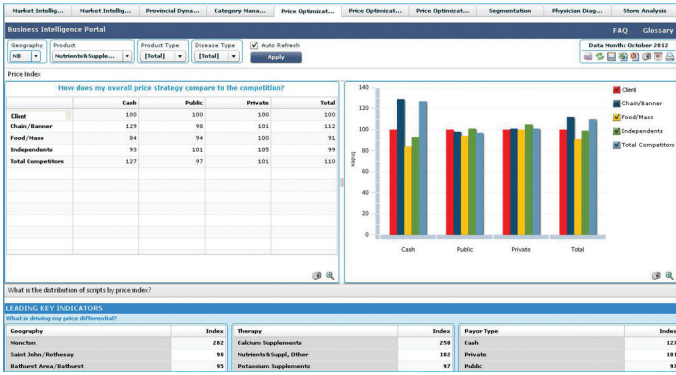 Market Intellig... Market Intellig... Provincial Dyna... Category Mana... Price Optimizat... Price Optimizat... Price Optimizat... Segmentation Physician Diag... Store Analysis
Business Intelligence Portal FAQ Glossary
Geography Product Product Type Disease Type Auto Refresh Data Month: October 2012
NB Nutrients&Supple... [Total] [Total] Apply
Price Index
How does my overall price strategy compare to the competition?
Cash Public Private Total
Client 100 100 100 100
Chain/Banner 129 98 101 112
Food/Mass 84 94 100 91
Independents 93 101 105 99
Total Competitors 127 97 101 110
140
120
100
80
60
40
20
0
Index
Cash Public Private Total
Client
Chain/Banner
Food/Mass
Independents
Total Competitors
What is the distribution of scripts by price index?
LEADING KEY INDICATORS
What is driving my price differential?
Geography Index Therapy Index Payor Type Index
Moncton 202 Calcium Supplements 250 Cash 127
Saint John/Rothesay 98 Nutrients&Suppl, Other 102 Private 101
Bathurst Area/Bathurst 95 Potassium Supplements 97 Public 97